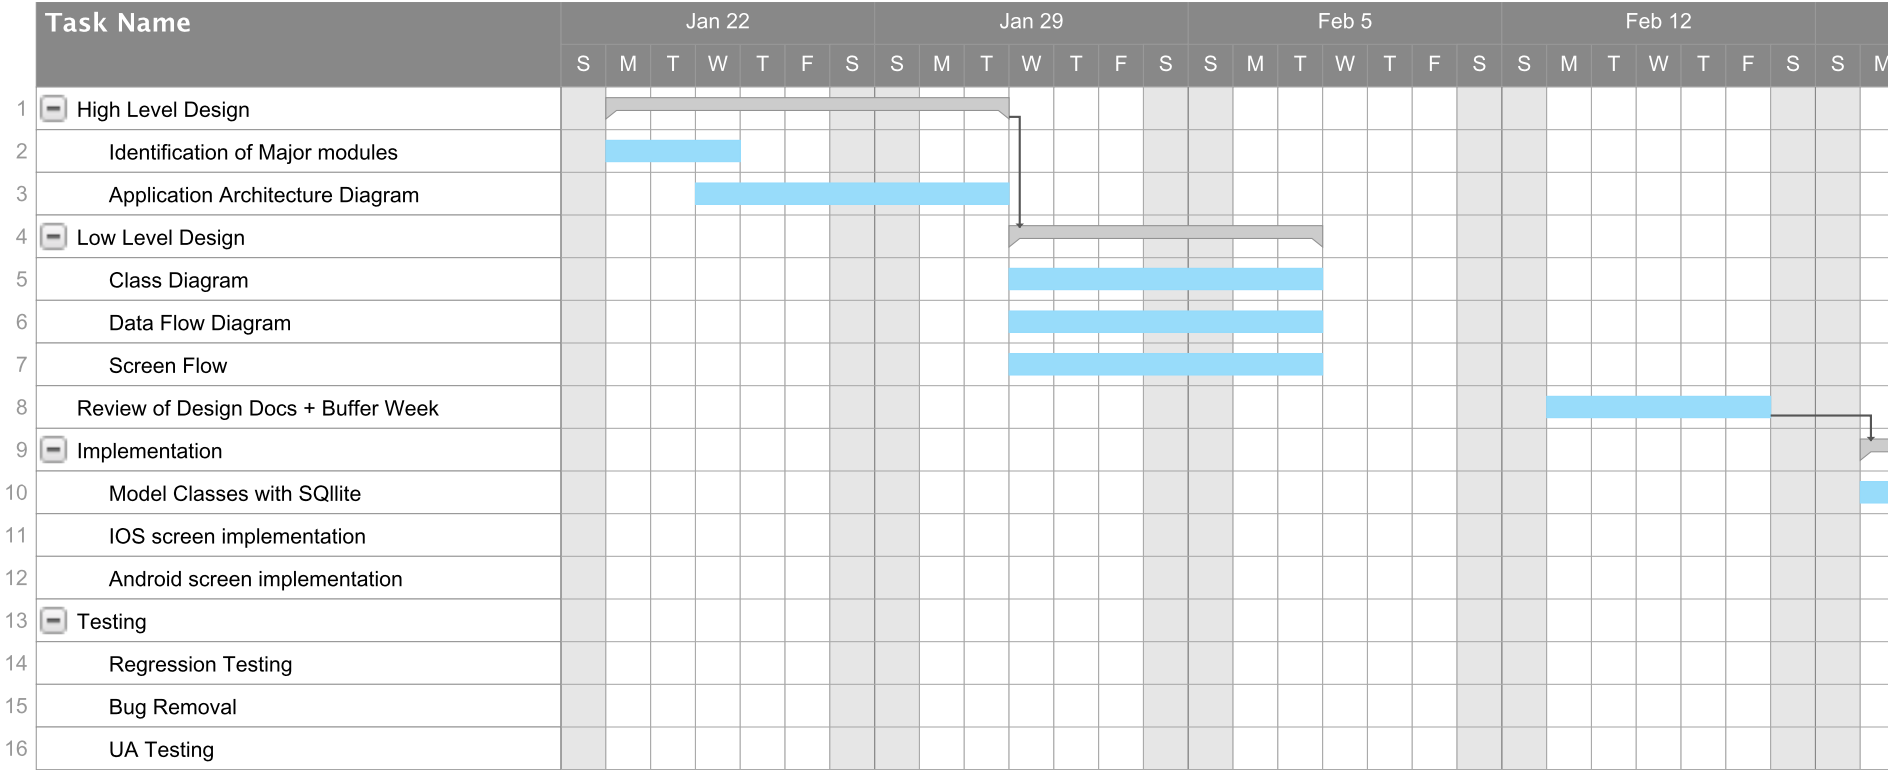 Task Name
Jan 22 Jan 29 Feb 5 Feb 12
S M T W T F S S M T W T F S S M T W T F S S M T W T F S S M
1 High Level Design
2 Identification of Major modules
3 Application Architecture Diagram
4 Low Level Design
5 Class Diagram
6 Data Flow Diagram
7 Screen Flow
8 Review of Design Docs + Buffer Week
9 Implementation
10 Model Classes with SQllite
11 IOS screen implementation
12 Android screen implementation
13 Testing
14 Regression Testing
15 Bug Removal
16 UA Testing